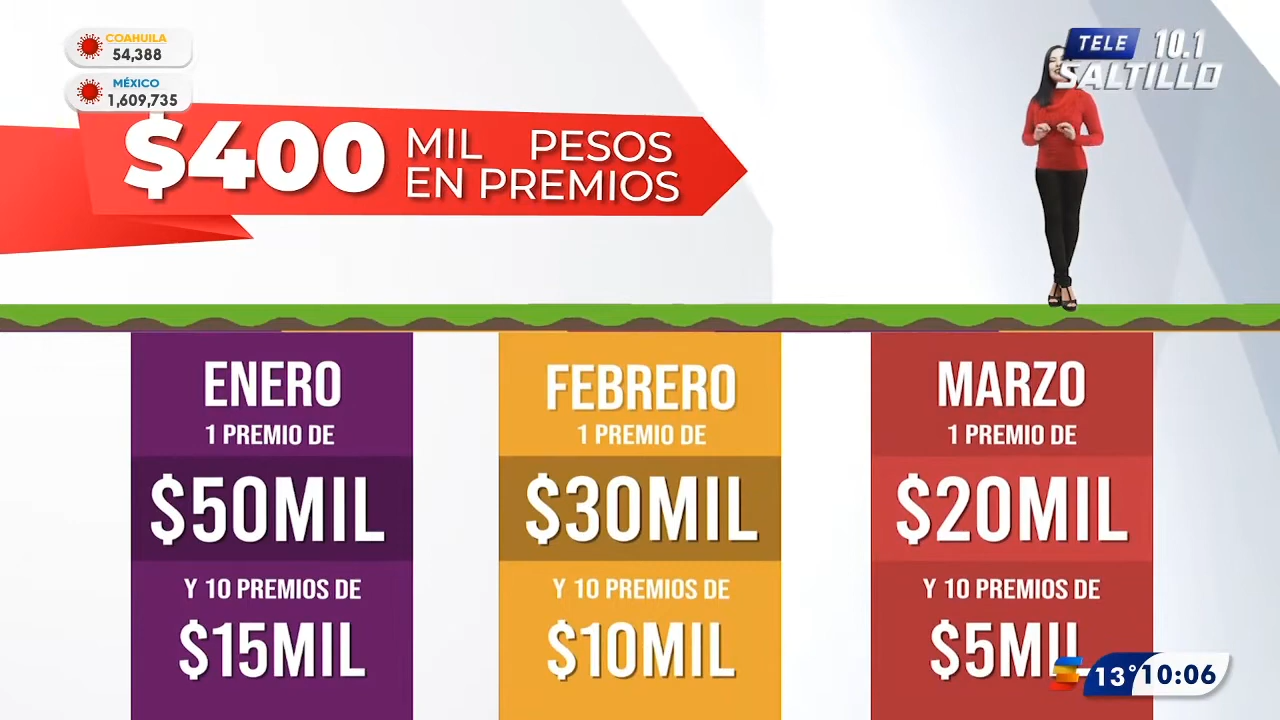 COAHUILA
54,388
MÉXICO
1,609,735
TELE 10.1
SALTILLO
$400 MIL PESOS
EN PREMIOS
ENERO
1 PREMIO DE
$50MIL
Y 10 PREMIOS DE
$15MIL
FEBRERO
1 PREMIO DE
$30MIL
Y 10 PREMIOS DE
$10MIL
MARZO
1 PREMIO DE
$20MIL
Y 10 PREMIOS DE
$5MIL
13° 10:06